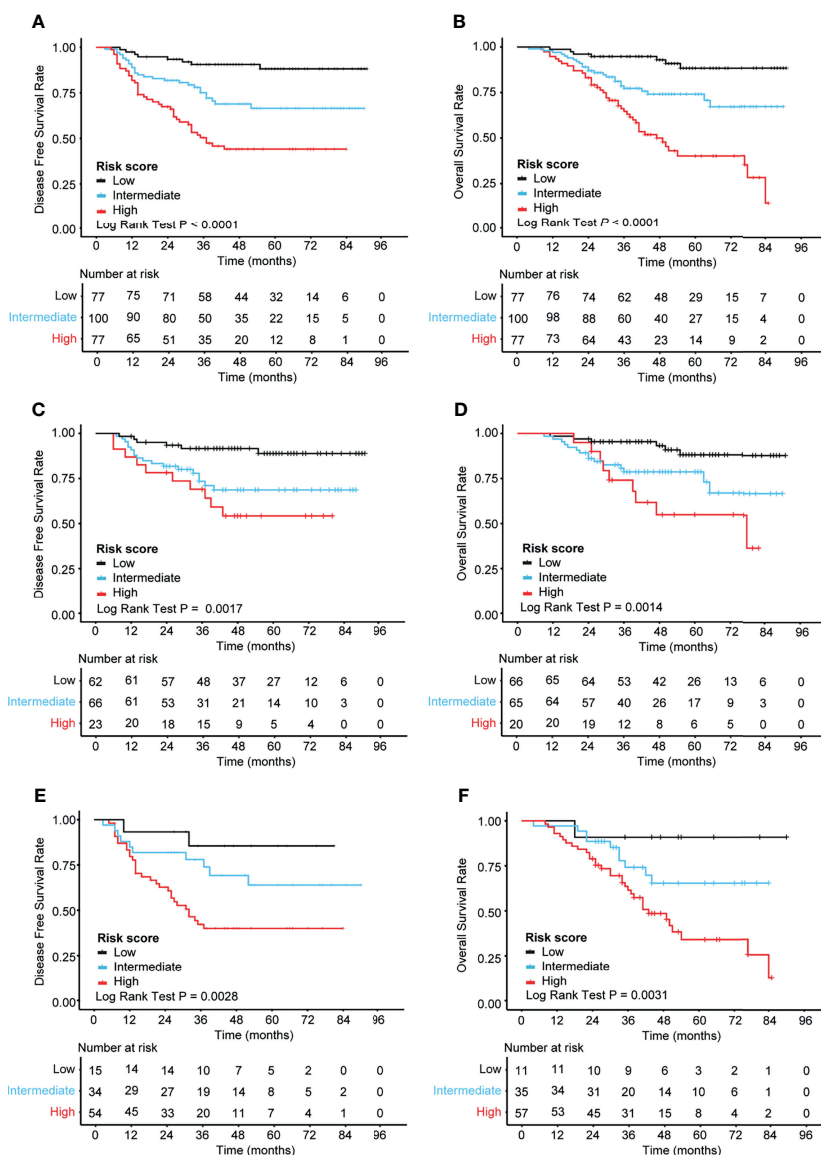 A
Disease Free Survival Rate
1.00
0.75
0.50
0.25
0.00
Risk score
Low
Intermediate
High
Log Rank Test P < 0.0001
0 12 24 36 48 60 72 84 96
Time (months)
Number at risk
Low 77 75 71 58 44 32 14 6 0
Intermediate 100 90 80 50 35 22 15 5 0
High 77 65 51 35 20 12 8 1 0
0 12 24 36 48 60 72 84 96
Time (months)
B
Overall Survival Rate
1.00
0.75
0.50
0.25
0.00
Risk score
Low
Intermediate
High
Log Rank Test P < 0.0001
0 12 24 36 48 60 72 84 96
Time (months)
Number at risk
Low 77 76 74 62 48 29 15 7 0
Intermediate 100 98 88 60 40 27 15 4 0
High 77 73 64 43 23 14 9 2 0
0 12 24 36 48 60 72 84 96
Time (months)
C
Disease Free Survival Rate
1.00
0.75
0.50
0.25
0.00
Risk score
Low
Intermediate
High
Log Rank Test P = 0.0017
0 12 24 36 48 60 72 84 96
Time (months)
Number at risk
Low 62 61 57 48 37 27 12 6 0
Intermediate 66 61 53 31 21 14 10 3 0
High 23 20 18 15 9 5 4 0 0
0 12 24 36 48 60 72 84 96
Time (months)
D
Overall Survival Rate
1.00
0.75
0.50
0.25
0.00
Risk score
Low
Intermediate
High
Log Rank Test P = 0.0014
0 12 24 36 48 60 72 84 96
Time (months)
Number at risk
Low 66 65 64 53 42 26 13 6 0
Intermediate 65 64 57 40 26 17 9 3 0
High 20 20 19 12 8 6 5 0 0
0 12 24 36 48 60 72 84 96
Time (months)
E
Disease Free Survival Rate
1.00
0.75
0.50
0.25
0.00
Risk score
Low
Intermediate
High
Log Rank Test P = 0.0028
0 12 24 36 48 60 72 84 96
Time (months)
Number at risk
Low 15 14 14 10 7 5 2 0 0
Intermediate 34 29 27 19 14 8 5 2 0
High 54 45 33 20 11 7 4 1 0
0 12 24 36 48 60 72 84 96
Time (months)
F
Overall Survival Rate
1.00
0.75
0.50
0.25
0.00
Risk score
Low
Intermediate
High
Log Rank Test P = 0.0031
0 12 24 36 48 60 72 84 96
Time (months)
Number at risk
Low 11 11 10 9 6 3 2 1 0
Intermediate 35 34 31 20 14 10 6 1 0
High 57 53 45 31 15 8 4 2 0
0 12 24 36 48 60 72 84 96
Time (months)